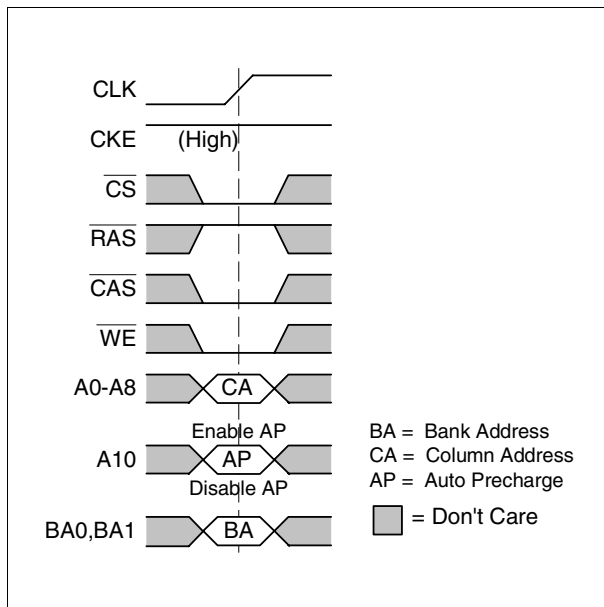 CLK
CKE (High)
CS
RAS
CAS
WE
A0-A8 CA
Enable AP
A10 AP
Disable AP
BA0,BA1 BA
BA = Bank Address
CA = Column Address
AP = Auto Precharge
= Don't Care